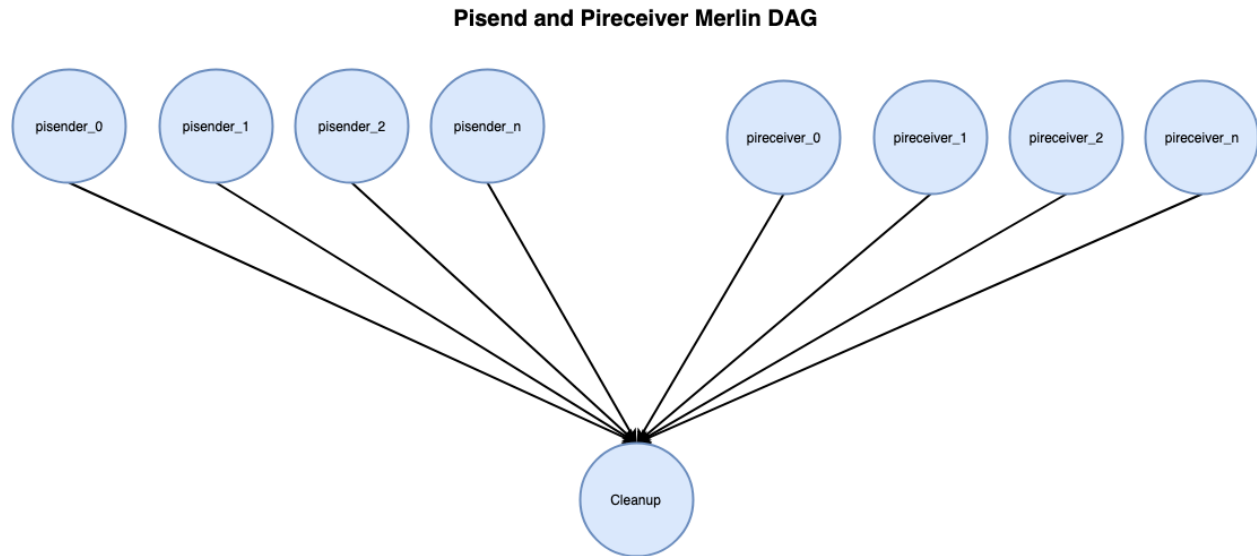 Pisend and Pireceiver Merlin DAG
pisender_0
pisender_1
pisender_2
pisender_n
pireceiver_0
pireceiver_1
pireceiver_2
pireceiver_n
Cleanup